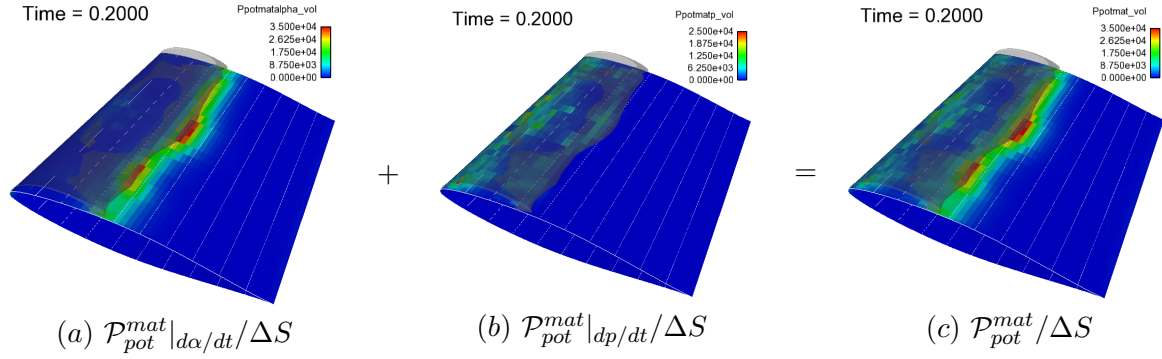 Time = 0.2000
Ppotmatalpha_vol
3.500e+04
2.625e+04
1.750e+04
8.750e+03
0.000e+00
Time = 0.2000
Ppotmatp_vol
2.500e+04
1.875e+04
1.250e+04
6.250e+03
0.000e+00
Time = 0.2000
Ppotmat_vol
3.500e+04
2.625e+04
1.750e+04
8.750e+03
0.000e+00
+
=
(a) 𝒫_{pot}^{mat}|_{dα/dt}/ΔS
(b) 𝒫_{pot}^{mat}|_{dp/dt}/ΔS
(c) 𝒫_{pot}^{mat}/ΔS